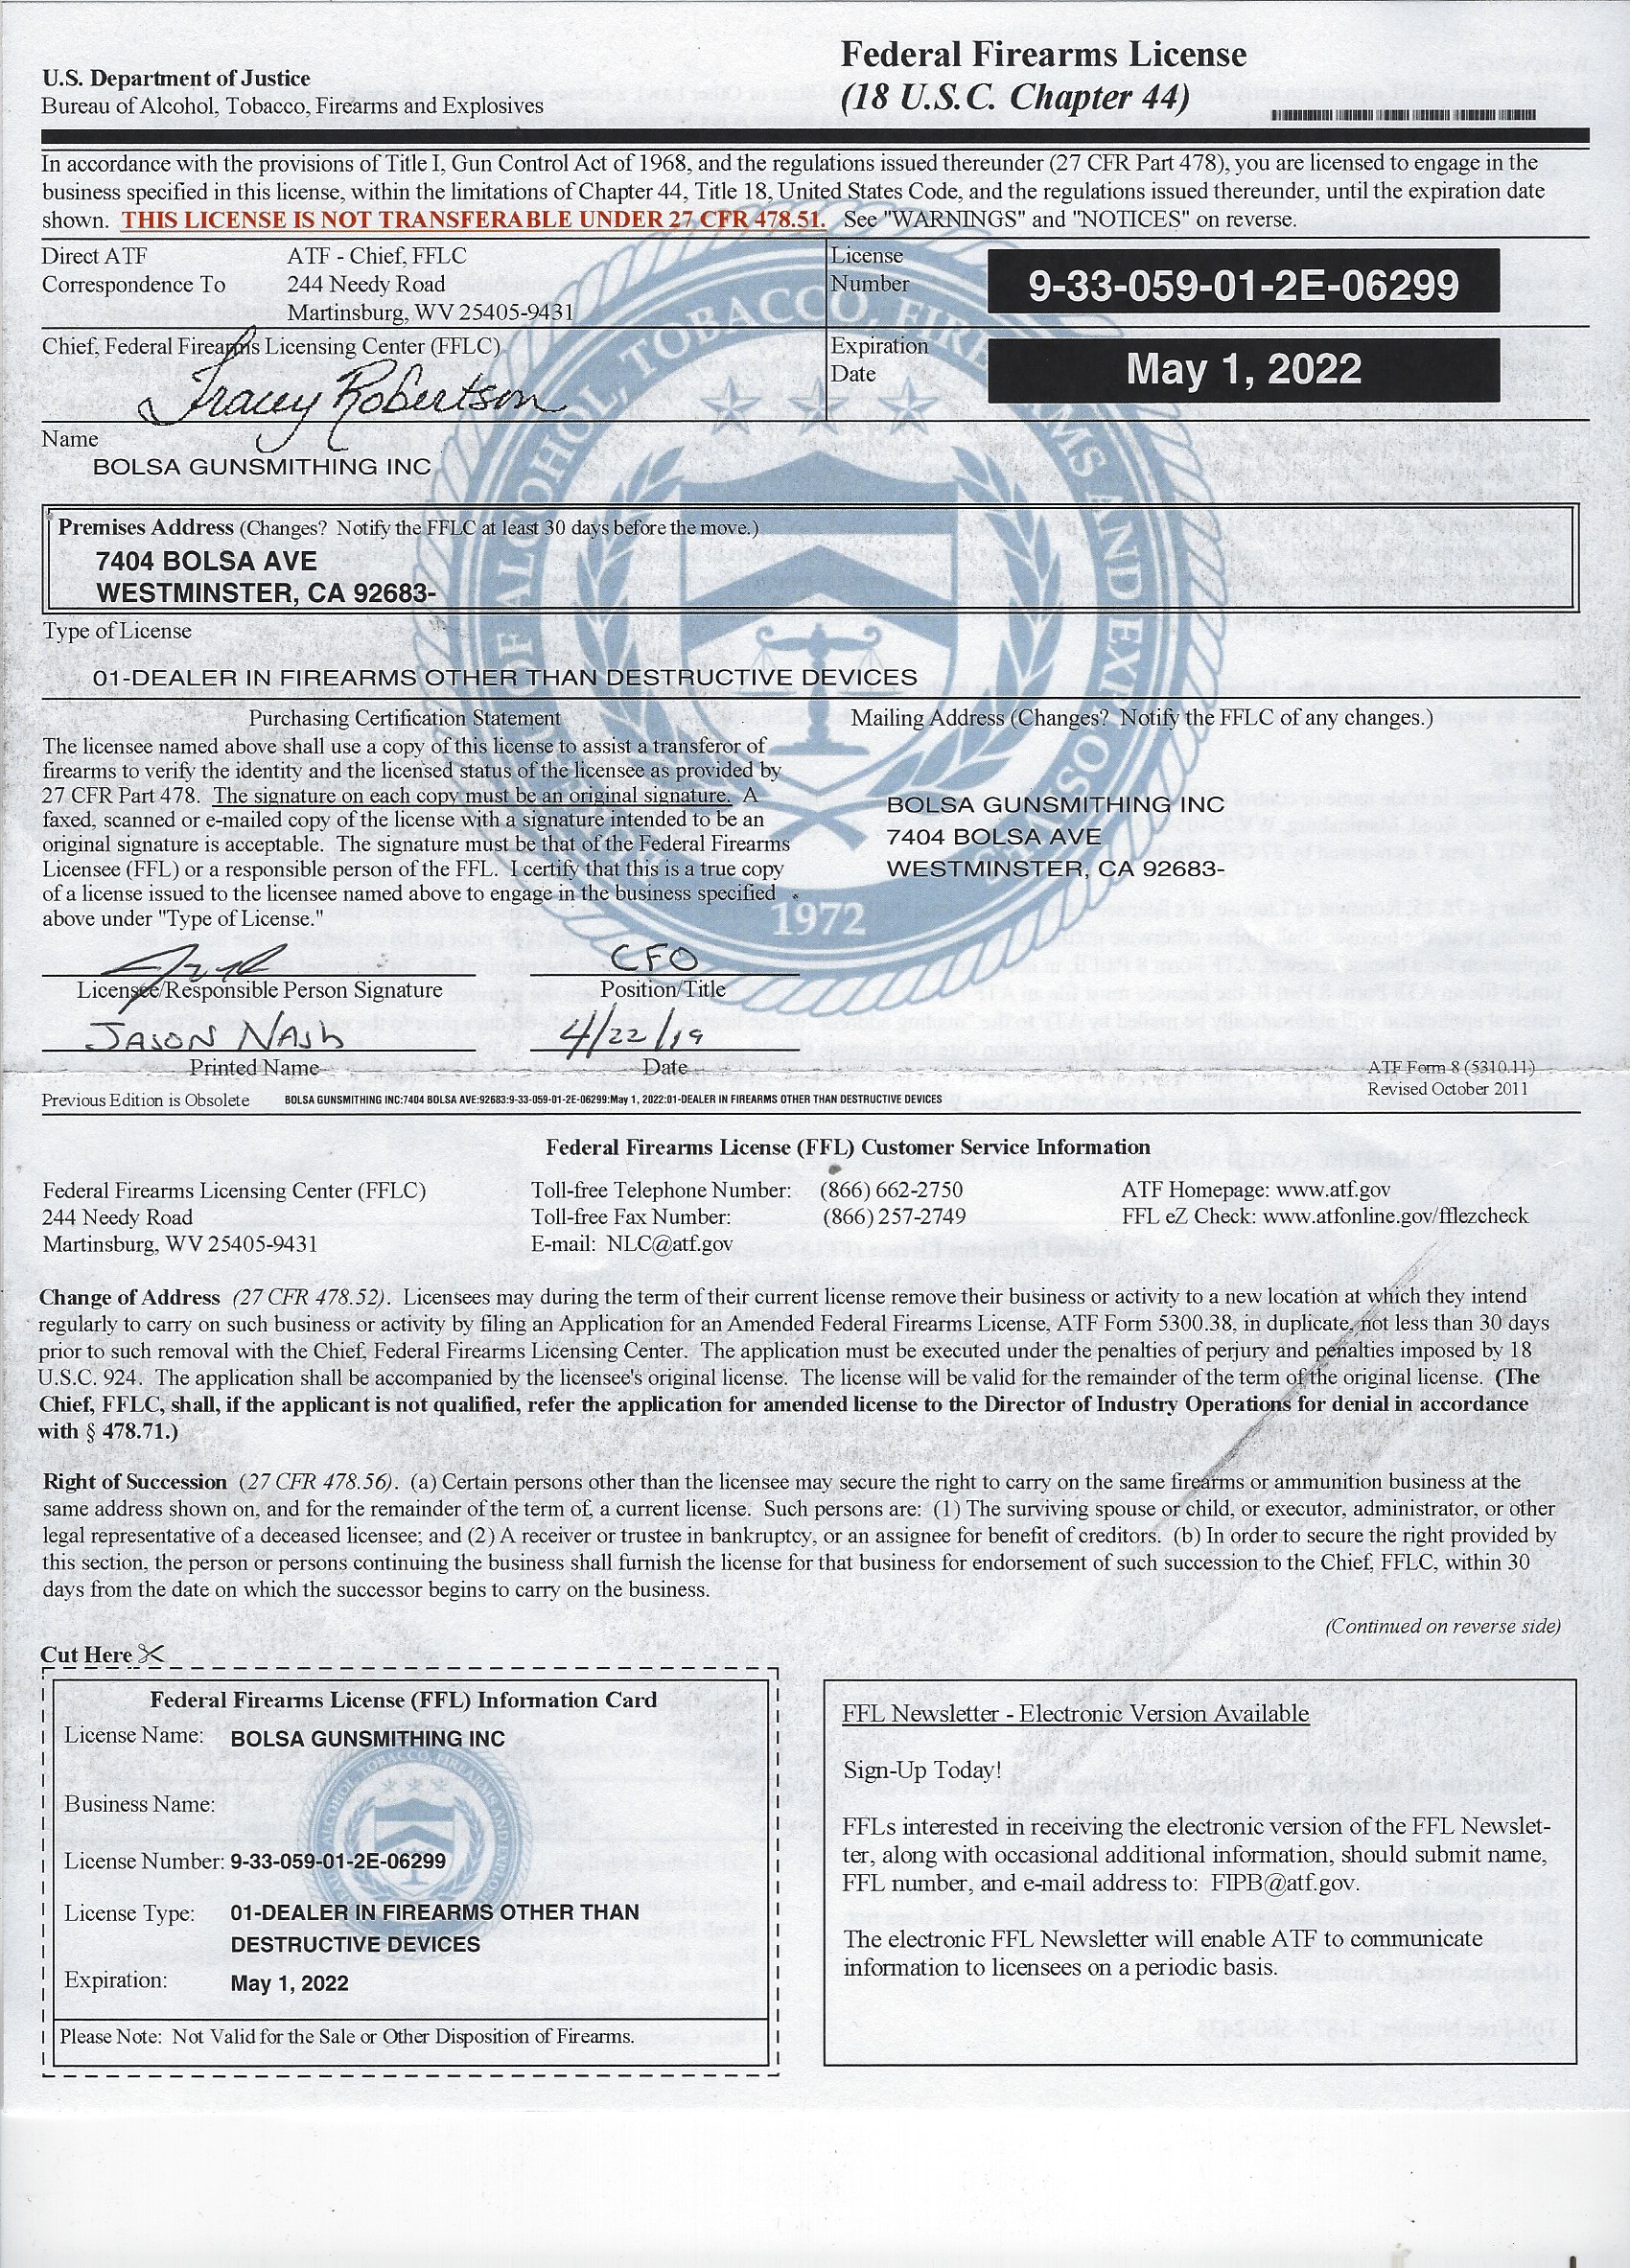 U.S. Department of Justice
Bureau of Alcohol, Tobacco, Firearms and Explosives
Federal Firearms License
(18 U.S.C. Chapter 44)
In accordance with the provisions of Title I, Gun Control Act of 1968, and the regulations issued thereunder (27 CFR Part 478), you are licensed to engage in the
business specified in this license, within the limitations of Chapter 44, Title 18, United States Code, and the regulations issued thereunder, until the expiration date
shown. THIS LICENSE IS NOT TRANSFERABLE UNDER 27 CFR 478.51. See "WARNINGS" and "NOTICES" on reverse.
Direct ATF
Correspondence To
ATF - Chief, FFLC
244 Needy Road
Martinsburg, WV 25405-9431
License
Number
9-33-059-01-2E-06299
Chief, Federal Firearms Licensing Center (FFLC)
Tracey Robertson
Expiration
Date
May 1, 2022
Name
BOLSA GUNSMITHING INC
Premises Address (Changes? Notify the FFLC at least 30 days before the move.)
7404 BOLSA AVE
WESTMINSTER, CA 92683-
Type of License
01-DEALER IN FIREARMS OTHER THAN DESTRUCTIVE DEVICES
Purchasing Certification Statement
The licensee named above shall use a copy of this license to assist a transferor of
firearms to verify the identity and the licensed status of the licensee as provided by
27 CFR Part 478. The signature on each copy must be an original signature. A
faxed, scanned or e-mailed copy of the license with a signature intended to be an
original signature is acceptable. The signature must be that of the Federal Firearms
Licensee (FFL) or a responsible person of the FFL. I certify that this is a true copy
of a license issued to the licensee named above to engage in the business specified
above under "Type of License."
Mailing Address (Changes? Notify the FFLC of any changes.)
BOLSA GUNSMITHING INC
7404 BOLSA AVE
WESTMINSTER, CA 92683-
1972
CFO
Licensee/Responsible Person Signature
Position/Title
JASON NASH
4/22/19
Printed Name
Date
ATF Form 8 (5310.11)
Revised October 2011
Previous Edition is Obsolete
BOLSA GUNSMITHING INC:7404 BOLSA AVE:92683:9-33-059-01-2E-06299:May 1, 2022:01-DEALER IN FIREARMS OTHER THAN DESTRUCTIVE DEVICES
Federal Firearms License (FFL) Customer Service Information
Federal Firearms Licensing Center (FFLC)
244 Needy Road
Martinsburg, WV 25405-9431
Toll-free Telephone Number: (866) 662-2750
Toll-free Fax Number: (866) 257-2749
E-mail: NLC@atf.gov
ATF Homepage: www.atf.gov
FFL eZ Check: www.atfonline.gov/fflezcheck
Change of Address (27 CFR 478.52). Licensees may during the term of their current license remove their business or activity to a new location at which they intend
regularly to carry on such business or activity by filing an Application for an Amended Federal Firearms License, ATF Form 5300.38, in duplicate, not less than 30 days
prior to such removal with the Chief, Federal Firearms Licensing Center. The application must be executed under the penalties of perjury and penalties imposed by 18
U.S.C. 924. The application shall be accompanied by the licensee's original license. The license will be valid for the remainder of the term of the original license. (The
Chief, FFLC, shall, if the applicant is not qualified, refer the application for amended license to the Director of Industry Operations for denial in accordance
with § 478.71.)
Right of Succession (27 CFR 478.56). (a) Certain persons other than the licensee may secure the right to carry on the same firearms or ammunition business at the
same address shown on, and for the remainder of the term of, a current license. Such persons are: (1) The surviving spouse or child, or executor, administrator, or other
legal representative of a deceased licensee; and (2) A receiver or trustee in bankruptcy, or an assignee for benefit of creditors. (b) In order to secure the right provided by
this section, the person or persons continuing the business shall furnish the license for that business for endorsement of such succession to the Chief, FFLC, within 30
days from the date on which the successor begins to carry on the business.
(Continued on reverse side)
Cut Here
Federal Firearms License (FFL) Information Card
License Name: BOLSA GUNSMITHING INC
Business Name:
License Number: 9-33-059-01-2E-06299
License Type: 01-DEALER IN FIREARMS OTHER THAN
DESTRUCTIVE DEVICES
Expiration: May 1, 2022
Please Note: Not Valid for the Sale or Other Disposition of Firearms.
FFL Newsletter - Electronic Version Available
Sign-Up Today!
FFLs interested in receiving the electronic version of the FFL Newslet-
ter, along with occasional additional information, should submit name,
FFL number, and e-mail address to: FIPB@atf.gov.
The electronic FFL Newsletter will enable ATF to communicate
information to licensees on a periodic basis.